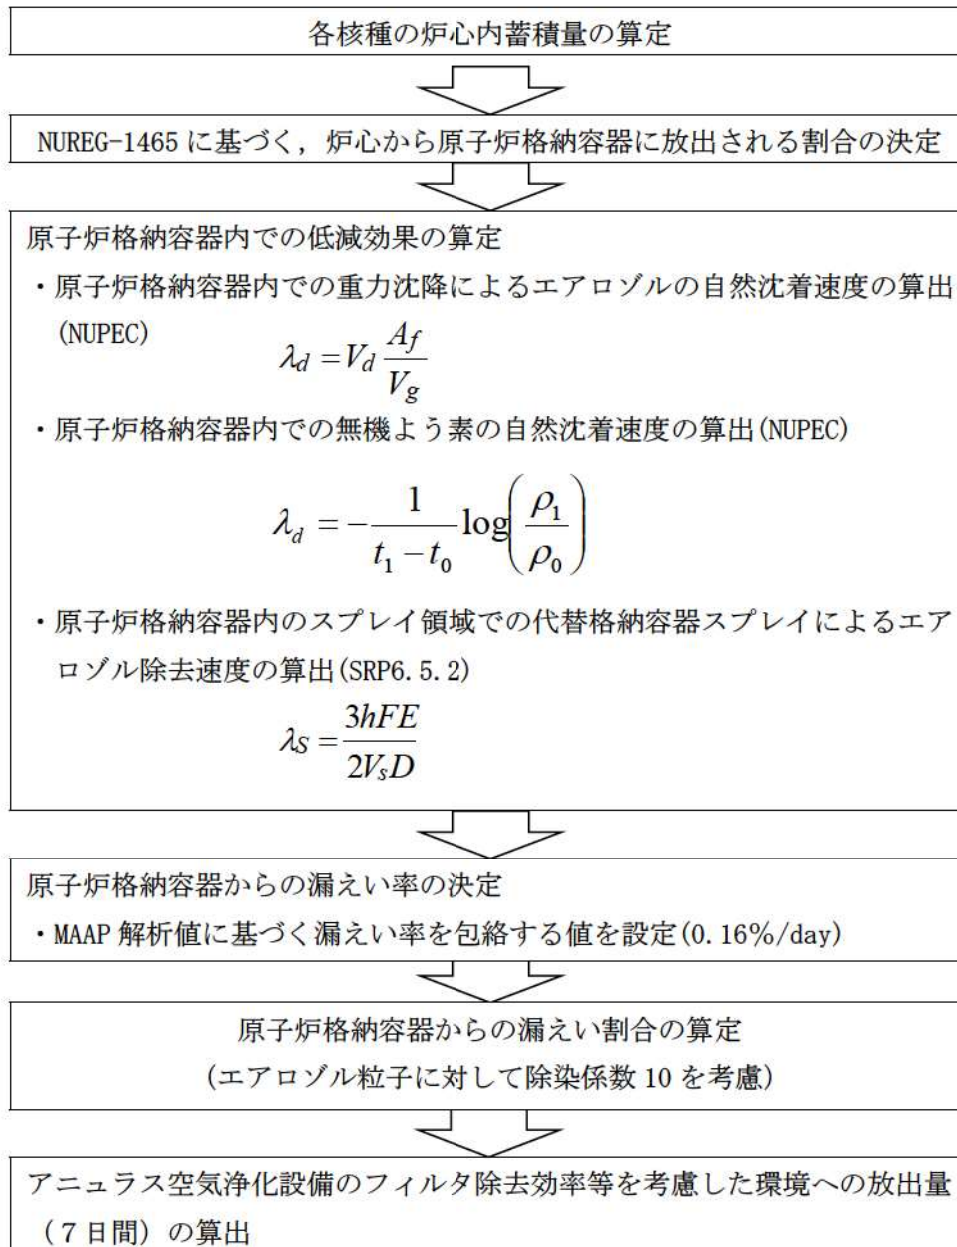 各核種の炉心内蓄積量の算定
NUREG-1465 に基づく，炉心から原子炉格納容器に放出される割合の決定
原子炉格納容器内での低減効果の算定
・原子炉格納容器内での重力沈降によるエアロゾルの自然沈着速度の算出
(NUPEC)
λd = Vd Af/Vg
・原子炉格納容器内での無機よう素の自然沈着速度の算出(NUPEC)
λd = −1/(t1 − t0) log(ρ1/ρ0)
・原子炉格納容器内のスプレイ領域での代替格納容器スプレイによるエア
ロゾル除去速度の算出(SRP6.5.2)
λS = 3hFE/2VsD
原子炉格納容器からの漏えい率の決定
・MAAP 解析値に基づく漏えい率を包絡する値を設定(0.16%/day)
原子炉格納容器からの漏えい割合の算定
(エアロゾル粒子に対して除染係数 10 を考慮)
アニュラス空気浄化設備のフィルタ除去効率等を考慮した環境への放出量
（７日間）の算出